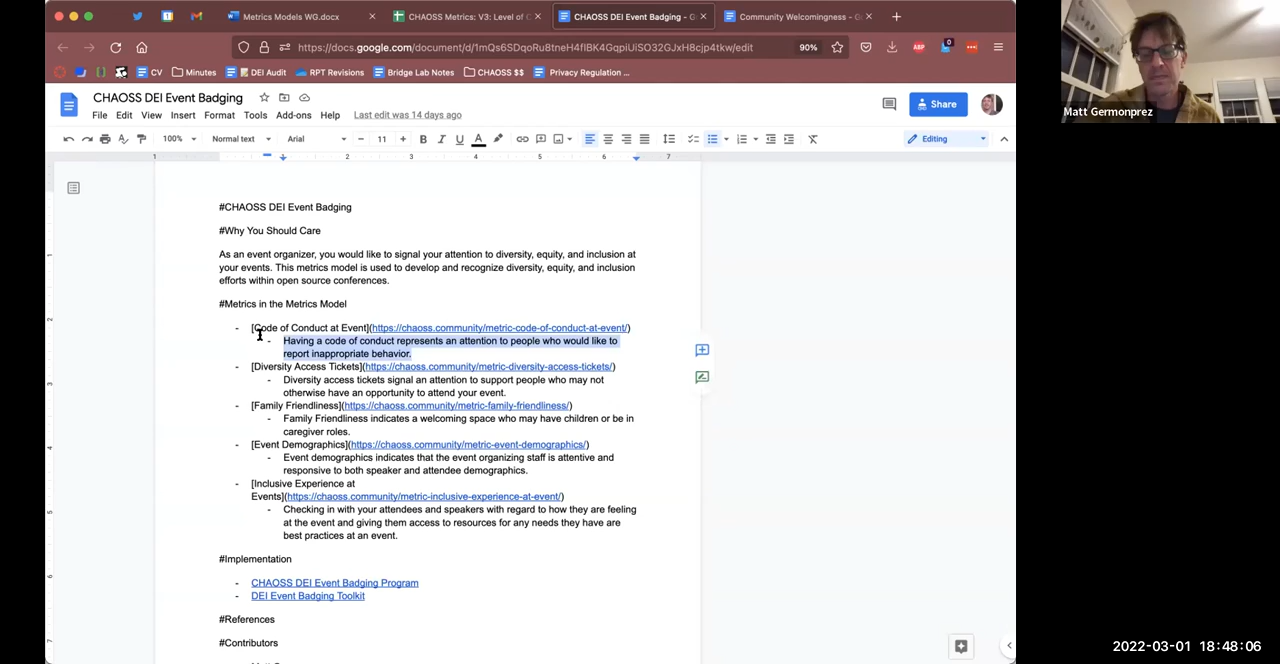 Metrics Models WG.docx
CHAOSS Metrics: V3: Level of C
CHAOSS DEI Event Badging - G
Community Welcomingness - G
https://docs.google.com/document/d/1mQs6SDqoRu8tneH4flBK4GqpiUiSO32GJxH8cjp4tkw/edit
90%
ABP
0
CV
Minutes
DEI Audit
RPT Revisions
Bridge Lab Notes
CHAOSS $$
Privacy Regulation ...
CHAOSS DEI Event Badging
File Edit View Insert Format Tools Add-ons Help Last edit was 14 days ago
Share
100% Normal text Arial 11 Editing
1 1 2 3 4 5 6 7
#CHAOSS DEI Event Badging
#Why You Should Care
As an event organizer, you would like to signal your attention to diversity, equity, and inclusion at
your events. This metrics model is used to develop and recognize diversity, equity, and inclusion
efforts within open source conferences.
#Metrics in the Metrics Model
- [Code of Conduct at Event](https://chaoss.community/metric-code-of-conduct-at-event/)
- Having a code of conduct represents an attention to people who would like to
report inappropriate behavior.
- [Diversity Access Tickets](https://chaoss.community/metric-diversity-access-tickets/)
- Diversity access tickets signal an attention to support people who may not
otherwise have an opportunity to attend your event.
- [Family Friendliness](https://chaoss.community/metric-family-friendliness/)
- Family Friendliness indicates a welcoming space who may have children or be in
caregiver roles.
- [Event Demographics](https://chaoss.community/metric-event-demographics/)
- Event demographics indicates that the event organizing staff is attentive and
responsive to both speaker and attendee demographics.
- [Inclusive Experience at
Events](https://chaoss.community/metric-inclusive-experience-at-event/)
- Checking in with your attendees and speakers with regard to how they are feeling
at the event and giving them access to resources for any needs they have are
best practices at an event.
#Implementation
- CHAOSS DEI Event Badging Program
- DEI Event Badging Toolkit
#References
#Contributors
Matt Germonprez
2022-03-01 18:48:06